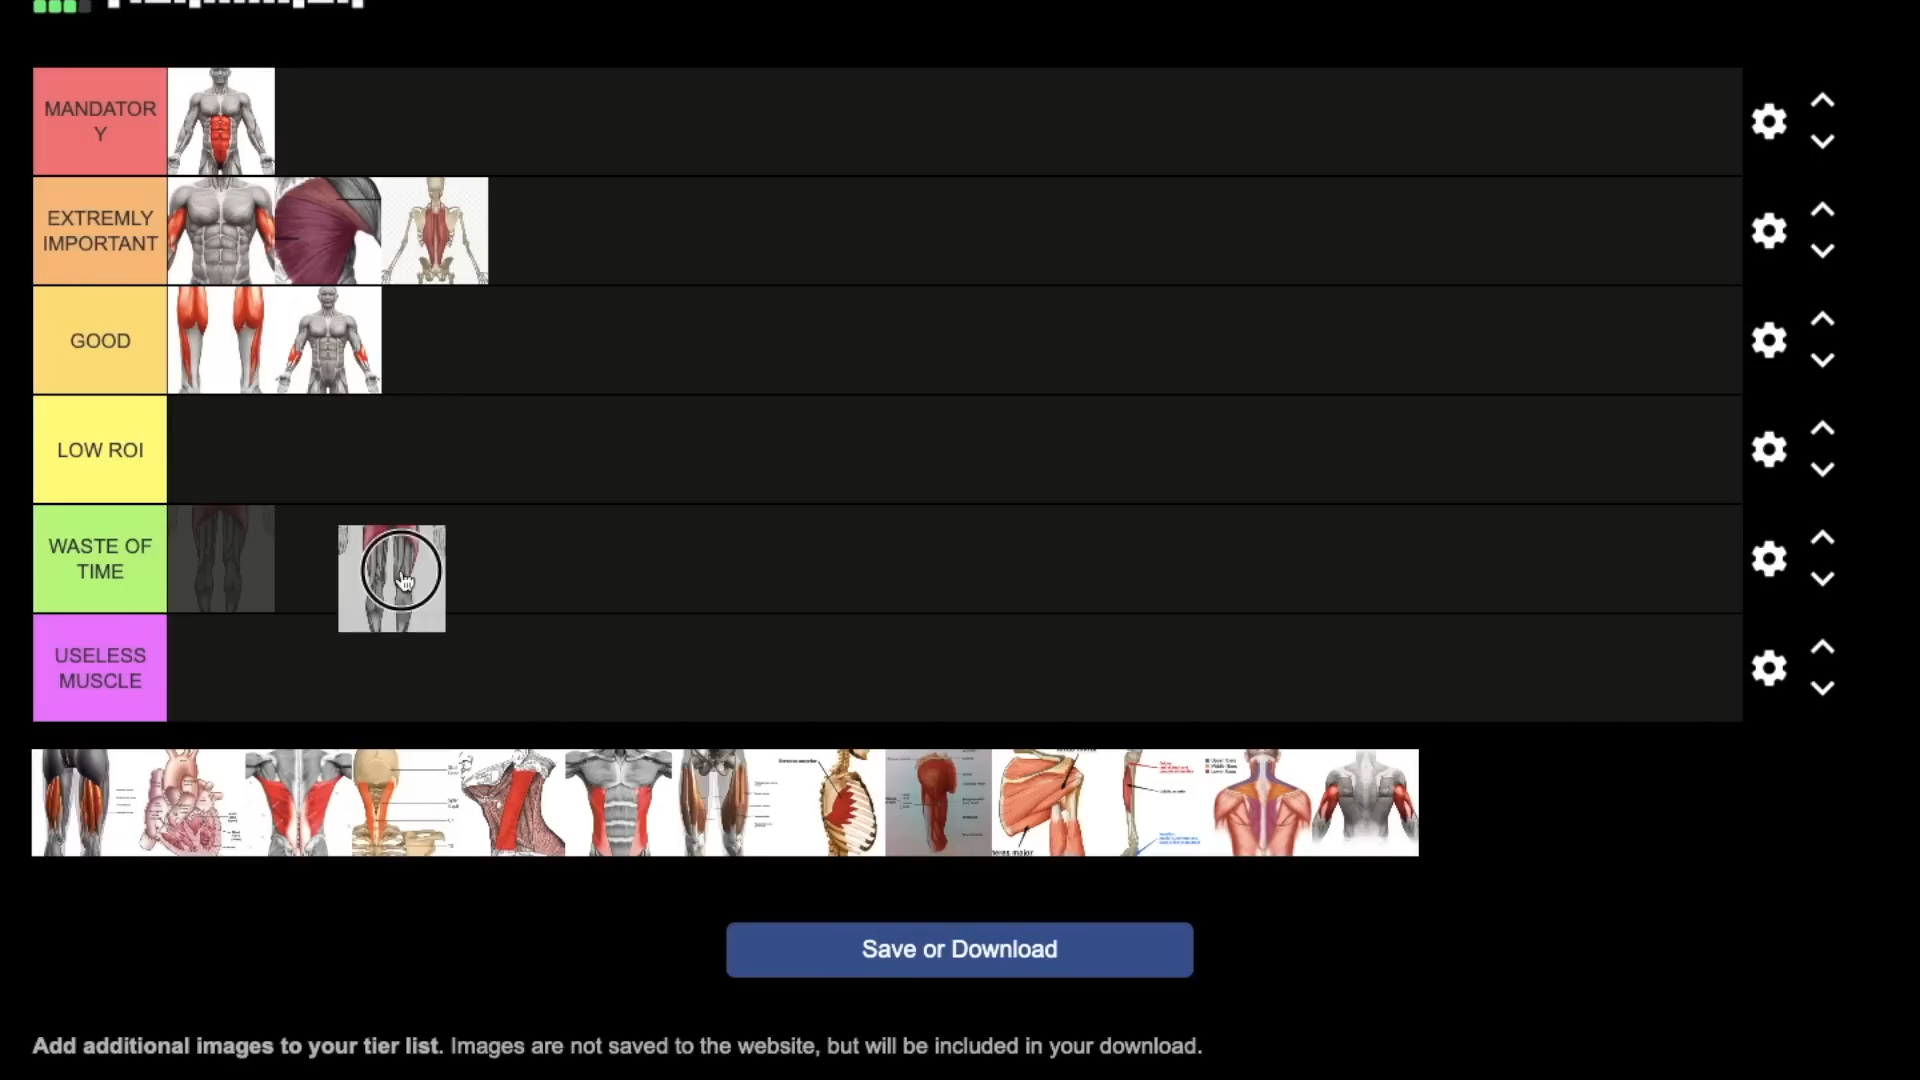 MANDATOR
Y
EXTREMLY
IMPORTANT
GOOD
LOW ROI
WASTE OF
TIME
USELESS
MUSCLE
Save or Download
Add additional images to your tier list. Images are not saved to the website, but will be included in your download.